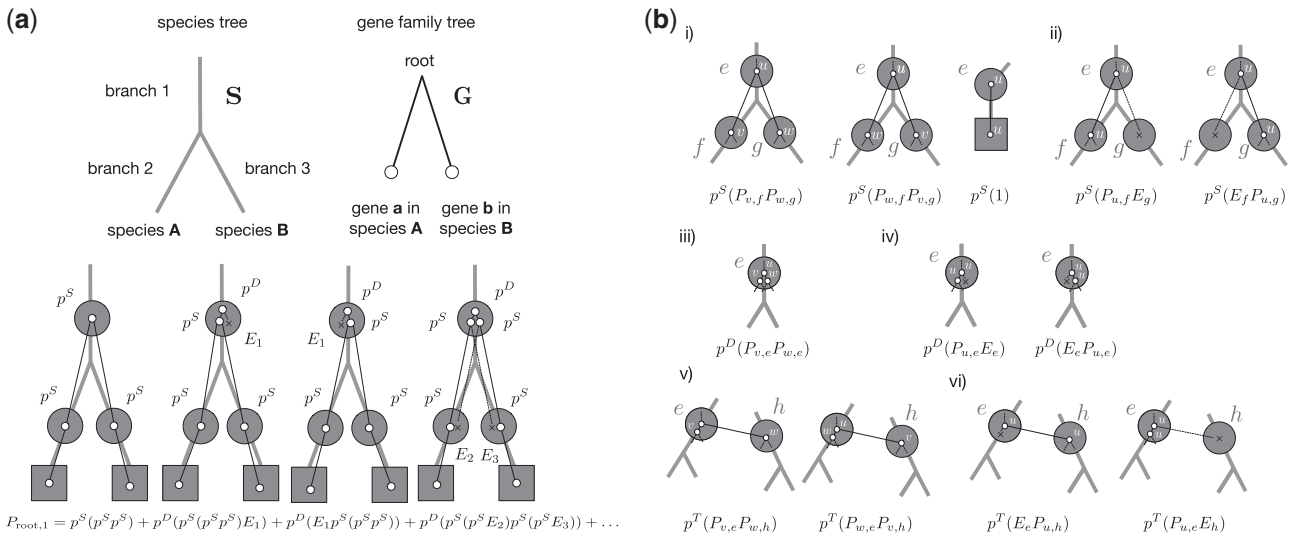 (a)
species tree
gene family tree
root
branch 1
S
G
branch 2
branch 3
species A
species B
gene a in
species A
gene b in
species B
p^S
p^D
p^S
E_1
p^D
E_1
p^S
p^D
p^S
p^S
p^S
p^S
p^S
p^S
p^S
p^S
p^S
p^S
E_2
E_3
P_{root,1} = p^S(p^S p^S) + p^D(p^S(p^S p^S)E_1) + p^D(E_1 p^S(p^S p^S)) + p^D(p^S(p^S E_2)p^S(p^S E_3)) + ...
(b)
i)
ii)
e u
e u
e u
e u
e u
f v g w
f w g v
u
f u g ×
f × g u
p^S(P_{v,f}P_{w,g})
p^S(P_{w,f}P_{v,g})
p^S(1)
p^S(P_{u,f}E_g)
p^S(E_f P_{u,g})
iii)
iv)
e u v w
e u u
e u u
p^D(P_{v,e}P_{w,e})
p^D(P_{u,e}E_e)
p^D(E_e P_{u,e})
v)
vi)
e u v h w
e u w h v
e u h u
e u u h
p^T(P_{v,e}P_{w,h})
p^T(P_{w,e}P_{v,h})
p^T(E_e P_{u,h})
p^T(P_{u,e}E_h)